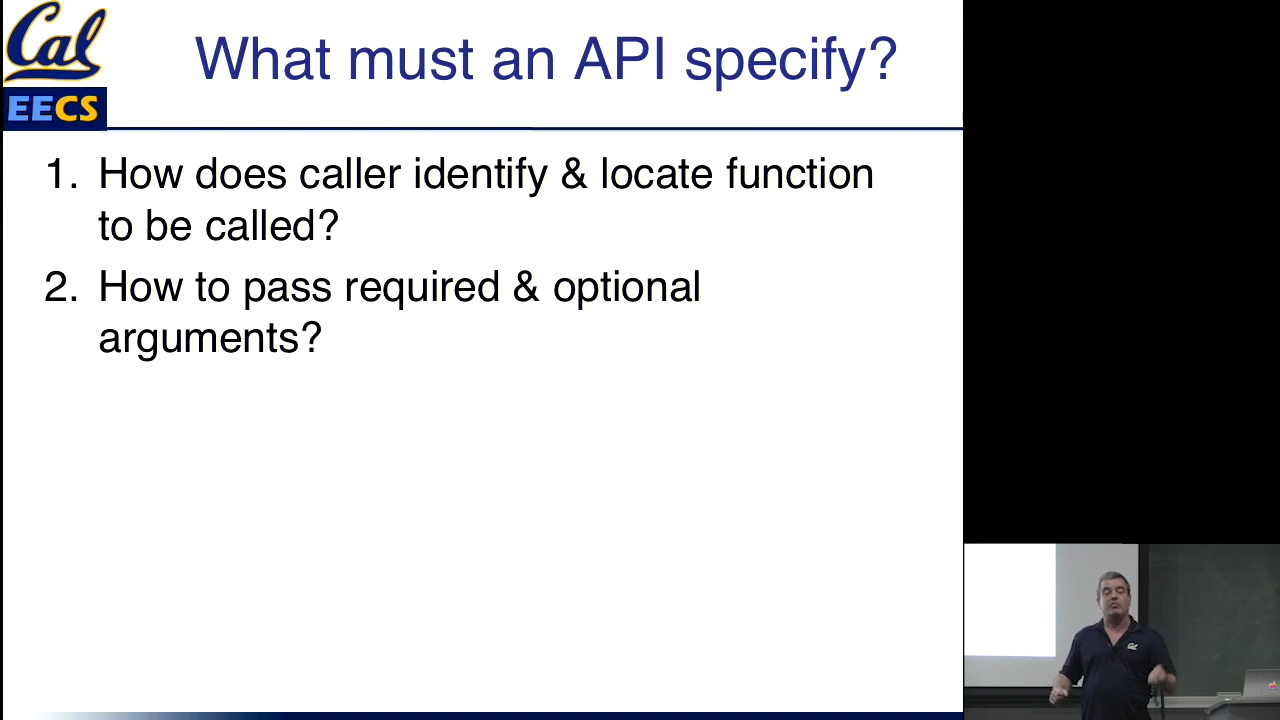 Cal
EECS
What must an API specify?
1. How does caller identify & locate function
to be called?
2. How to pass required & optional
arguments?